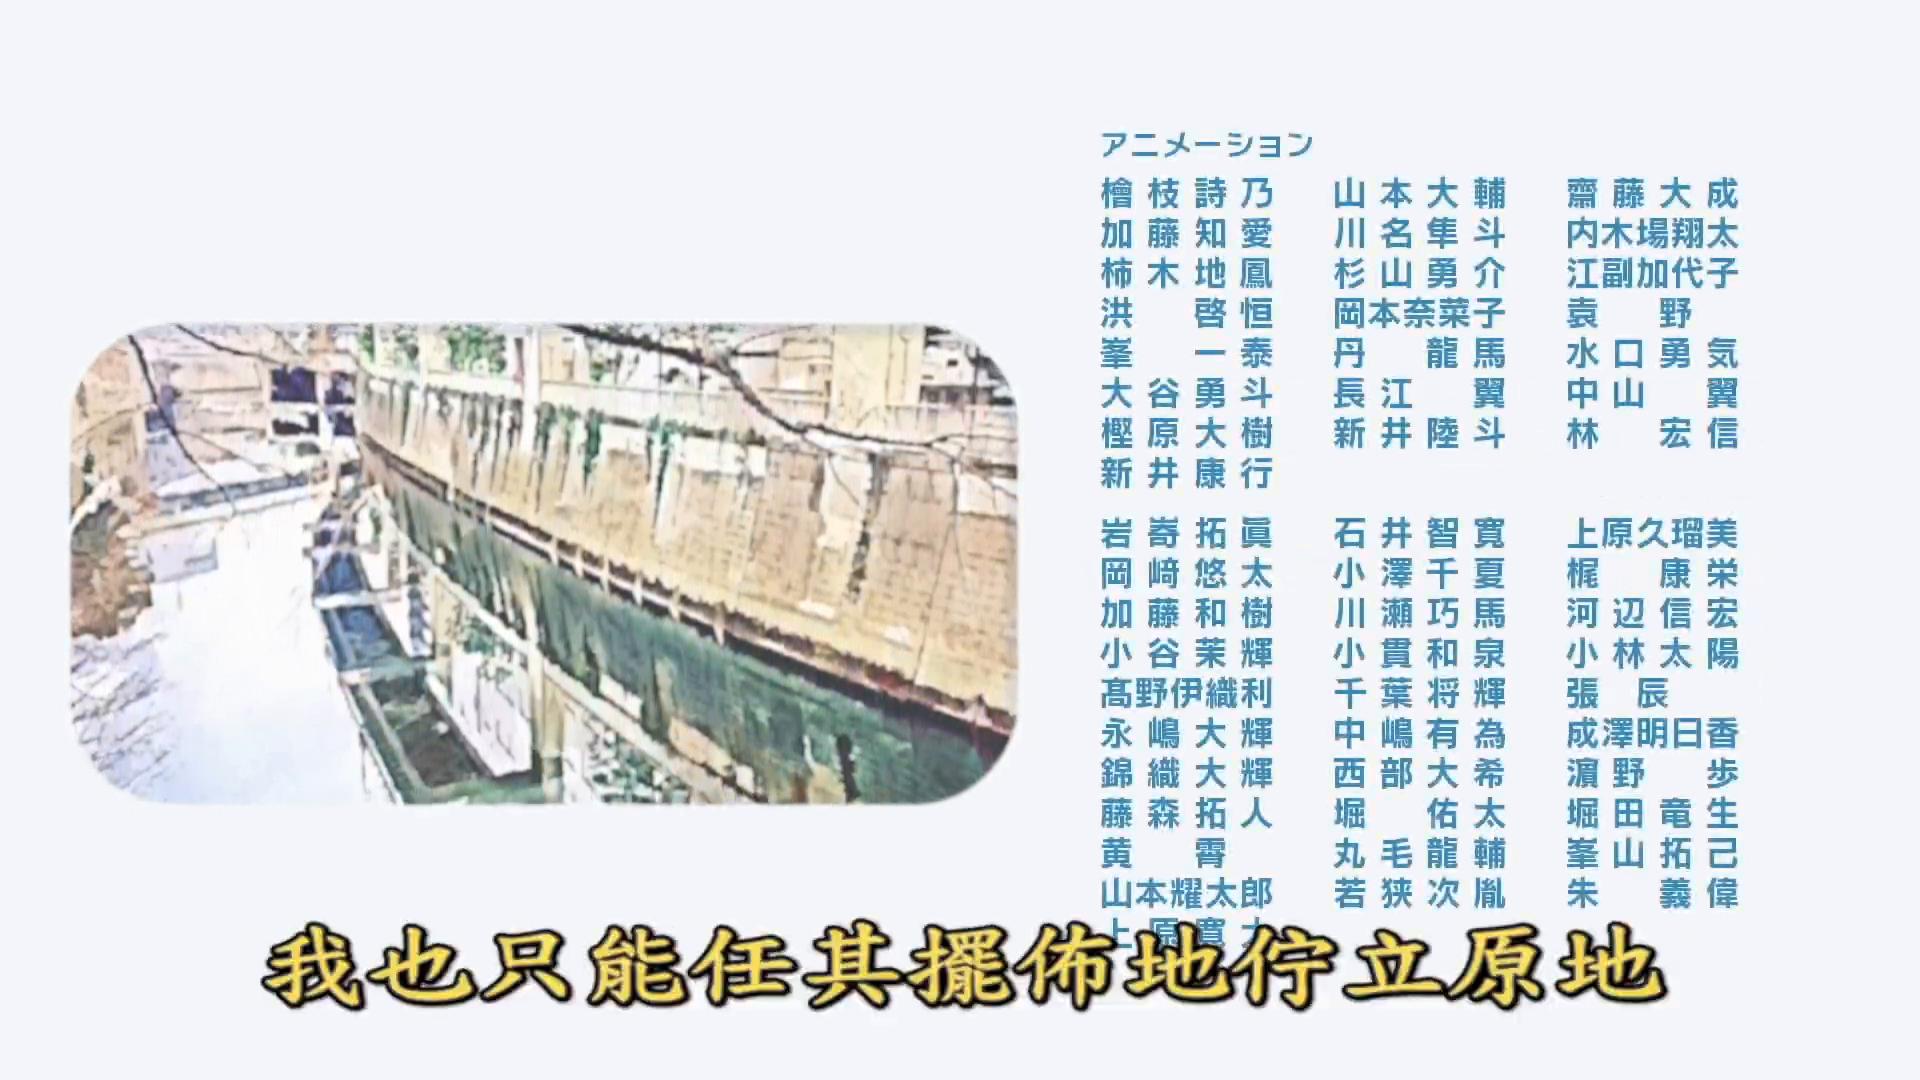 アニメーション
檜枝詩乃 山本大輔 齋藤大成
加藤知愛 川名隼斗 内木場翔太
柿木地鳳 杉山勇介 江副加代子
洪啓恒 岡本奈菜子 袁野
峯一泰 丹龍馬 水口勇気
大谷勇斗 長江翼 中山翼
樫原大樹 新井陸斗 林宏信
新井康行
岩嵜拓眞 石井智寛 上原久瑠美
岡﨑悠太 小澤千夏 梶康栄
加藤和樹 川瀬巧馬 河辺信宏
小谷茉輝 小貫和泉 小林太陽
髙野伊織利 千葉将輝 張辰
永嶋大輝 中嶋有為 成澤明日香
錦織大輝 西部大希 濵野歩
藤森拓人 堀佑太 堀田竜生
黄霄 丸毛龍輔 峯山拓己
山本耀太郎 若狭次胤 朱義偉
上原寛
我也只能任其擺佈地佇立原地